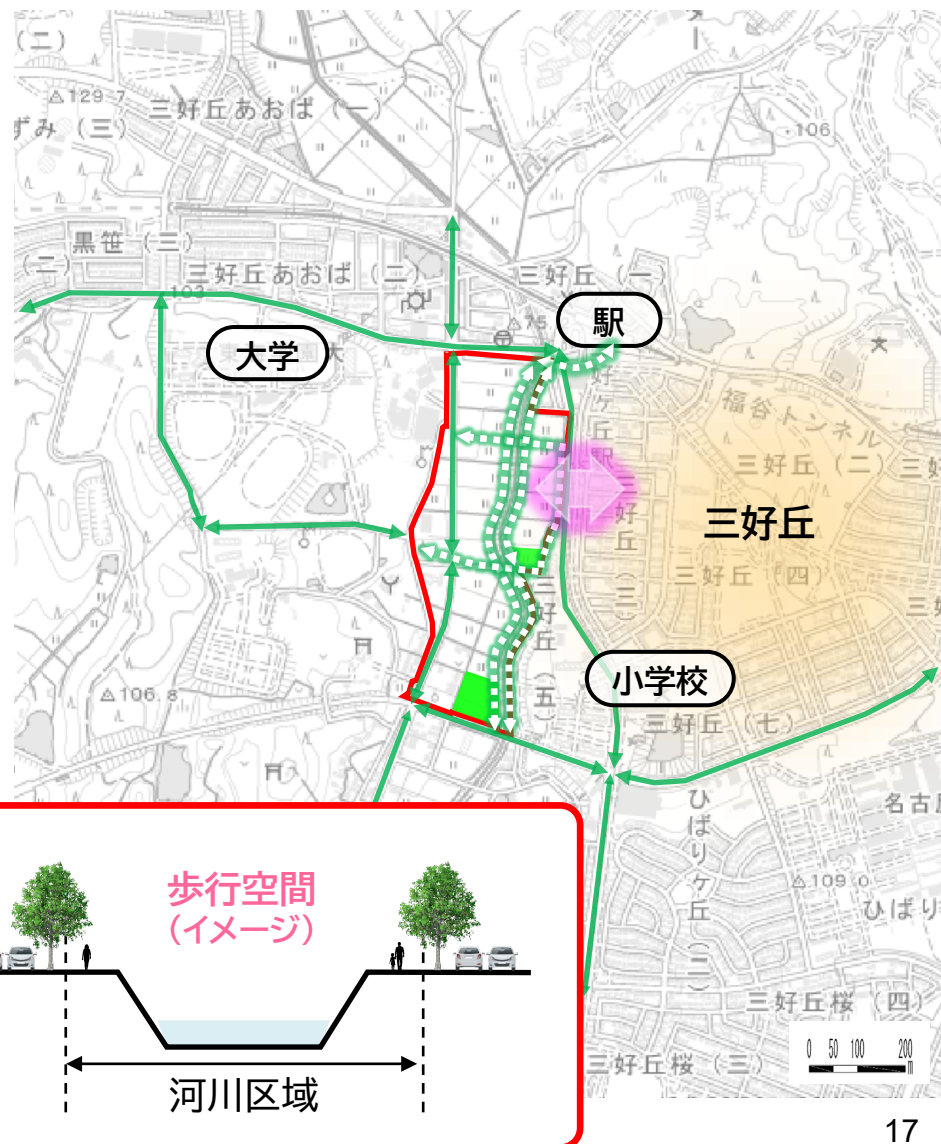 (二)
△129.7
三好丘あおば (一)
ずみ (三)
・106
黒笹 (三)
(二)
三好丘あおば (二)
三好丘 (一)
103
△75
駅
大学
福谷トンネル
三好丘 (二)
三好丘
三好丘 (四)
三好丘 (三)
三好丘 (五)
小学校
△106.8
三好丘 (七)
名古
ひばりヶ丘 (二)
△109.0
ひばり
三好丘桜 (四)
三好丘桜 (三)
0 50 100 200
m
歩行空間
(イメージ)
河川区域
17